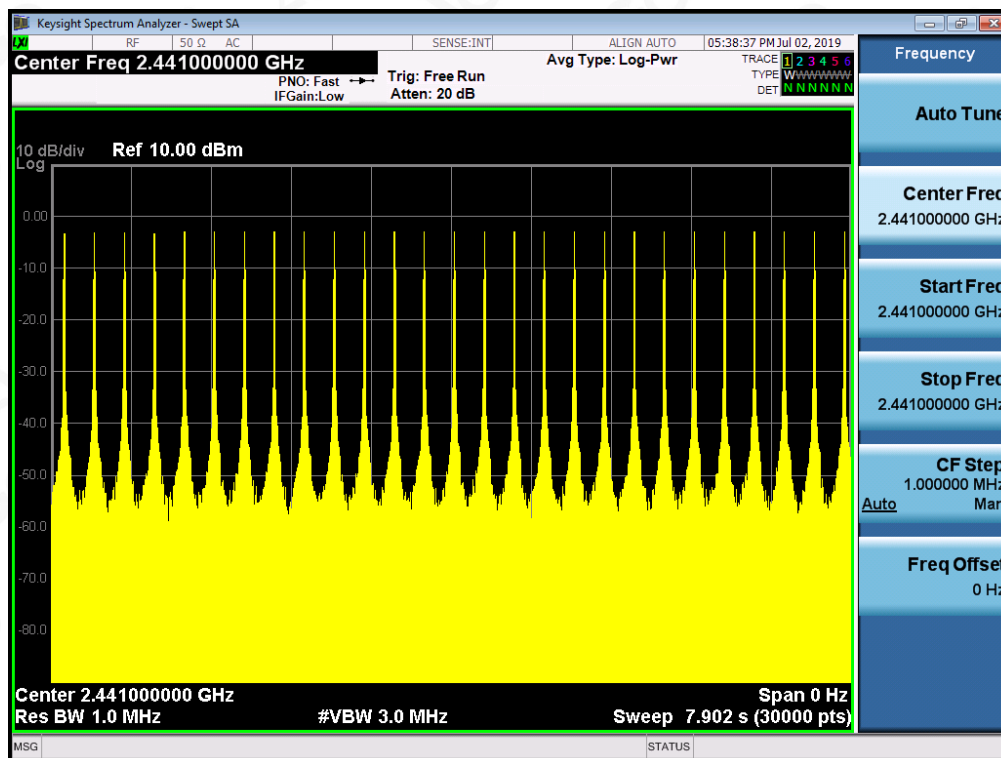 Keysight Spectrum Analyzer - Swept SA
LXI RF 50 Ω AC SENSE:INT ALIGN AUTO 05:38:37 PM Jul 02, 2019
Center Freq 2.441000000 GHz
PNO: Fast
IFGain:Low
Trig: Free Run
Atten: 20 dB
Avg Type: Log-Pwr
TRACE 1 2 3 4 5 6
TYPE WWWWWW
DET N N N N N N
10 dB/div Ref 10.00 dBm
Log
0.00
-10.0
-20.0
-30.0
-40.0
-50.0
-60.0
-70.0
-80.0
Center 2.441000000 GHz Span 0 Hz
Res BW 1.0 MHz #VBW 3.0 MHz Sweep 7.902 s (30000 pts)
MSG STATUS
Frequency
Auto Tune
Center Freq
2.441000000 GHz
Start Freq
2.441000000 GHz
Stop Freq
2.441000000 GHz
CF Step
1.000000 MHz
Auto Man
Freq Offset
0 Hz